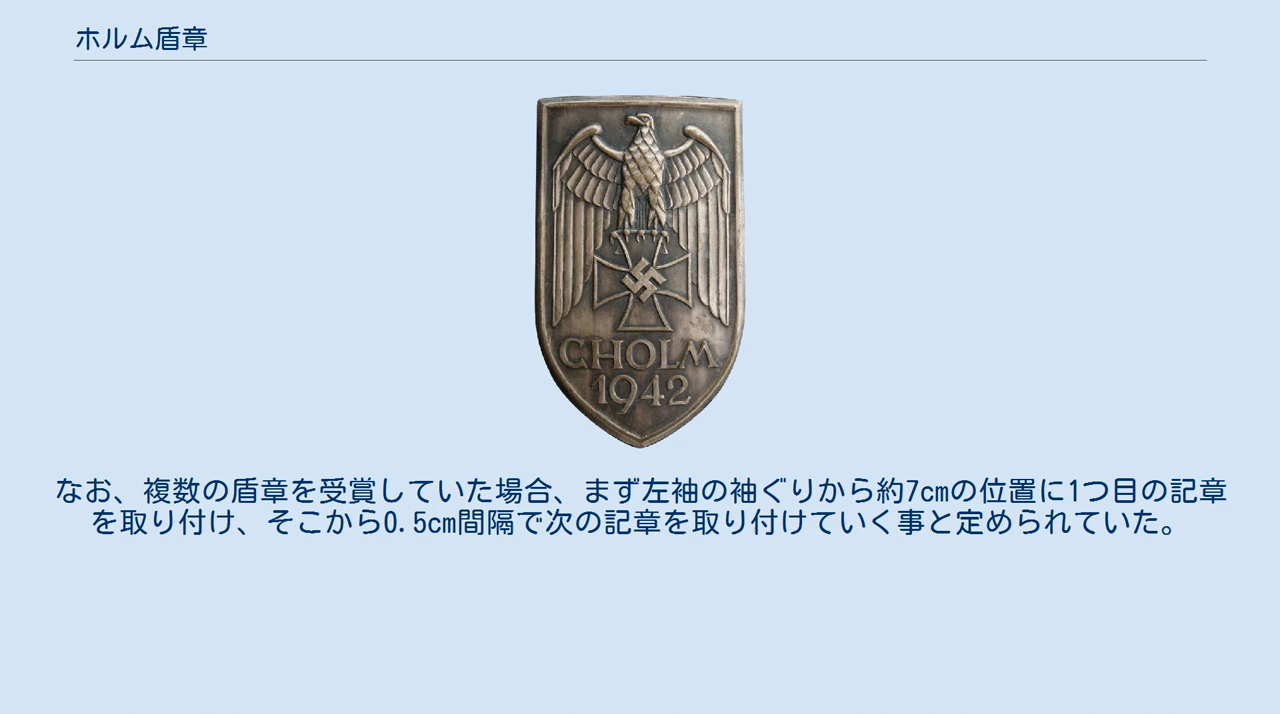 ホルム盾章
CHOLM
1942
なお、複数の盾章を受賞していた場合、まず左袖の袖ぐりから約7cmの位置に1つ目の記章
を取り付け、そこから0.5cm間隔で次の記章を取り付けていく事と定められていた。